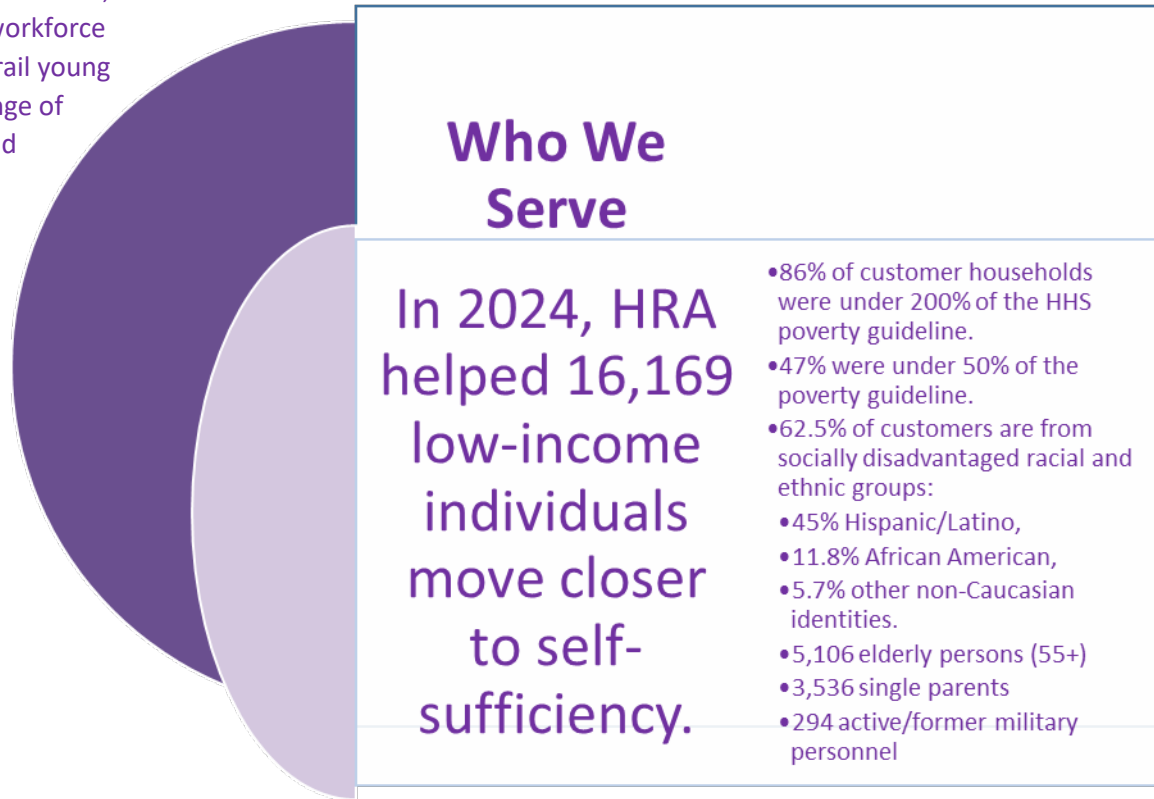 workforce
rail young
age of
d
Who We
Serve
In 2024, HRA
helped 16,169
low-income
individuals
move closer
to self-
sufficiency.
•86% of customer households
were under 200% of the HHS
poverty guideline.
•47% were under 50% of the
poverty guideline.
•62.5% of customers are from
socially disadvantaged racial and
ethnic groups:
•45% Hispanic/Latino,
•11.8% African American,
•5.7% other non-Caucasian
identities.
•5,106 elderly persons (55+)
•3,536 single parents
•294 active/former military
personnel